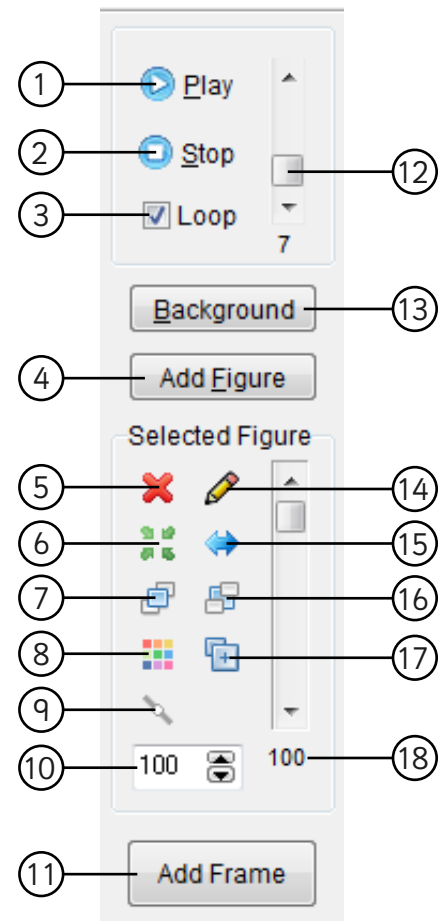 1 Play
2 Stop
12
3 Loop
7
Background 13
4 Add Figure
Selected Figure
5 14
6 15
7 16
8 17
9
10 100 100 18
11 Add Frame